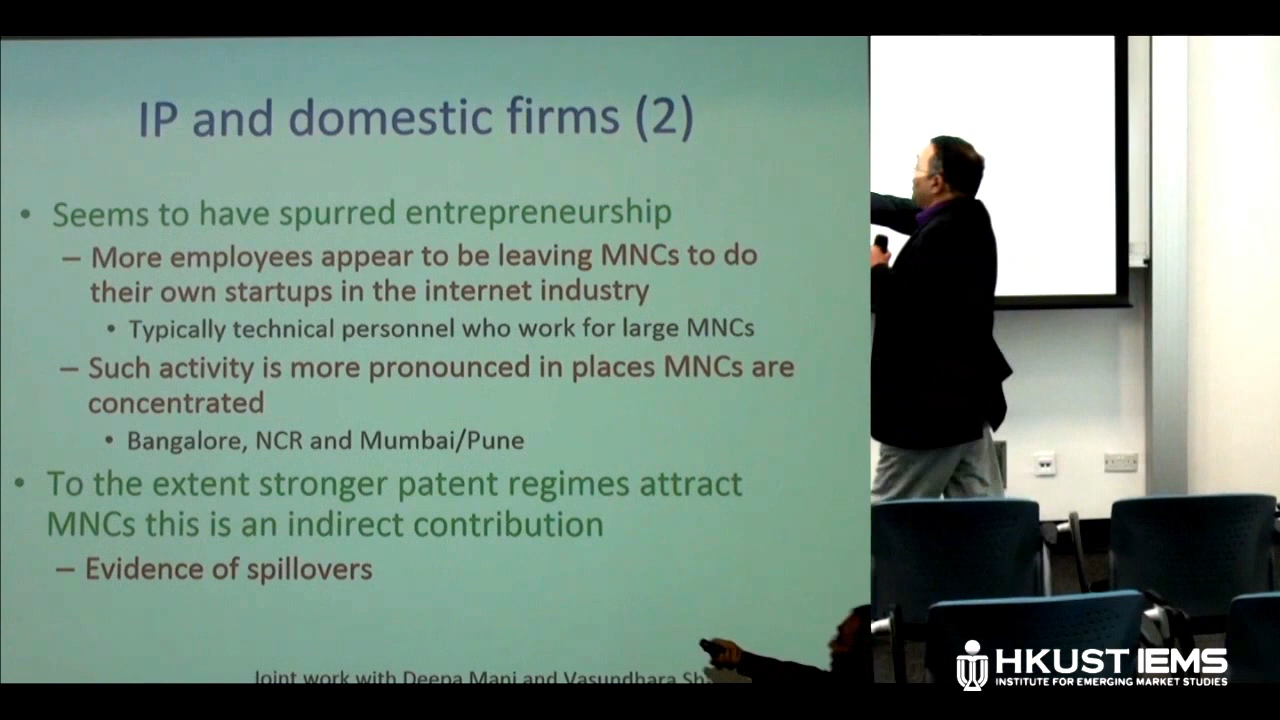 IP and domestic firms (2)
• Seems to have spurred entrepreneurship
– More employees appear to be leaving MNCs to do
their own startups in the internet industry
• Typically technical personnel who work for large MNCs
– Such activity is more pronounced in places MNCs are
concentrated
• Bangalore, NCR and Mumbai/Pune
• To the extent stronger patent regimes attract
MNCs this is an indirect contribution
– Evidence of spillovers
Joint work with Deepa Mani and Vasundhara
HKUST IEMS
INSTITUTE FOR EMERGING MARKET STUDIES